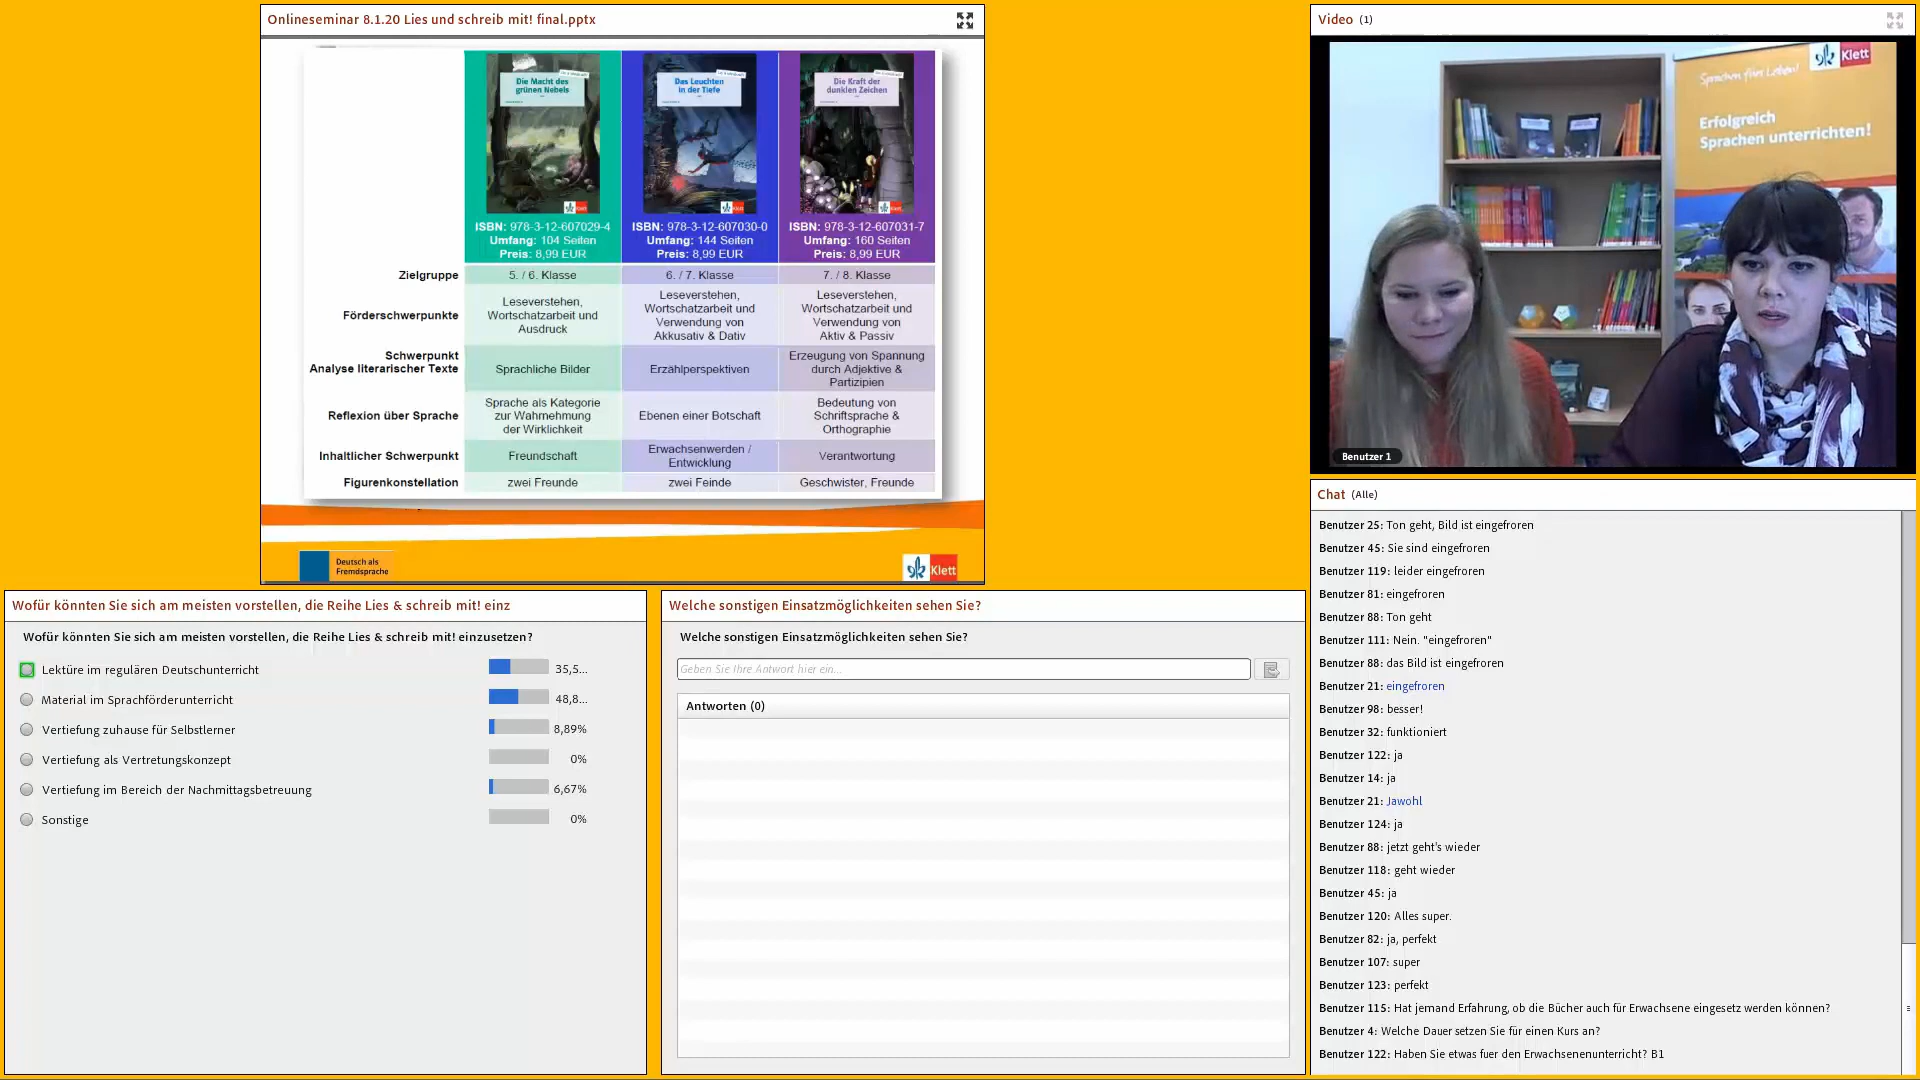 Onlineseminar 8.1.20 Lies und schreib mit! final.pptx
Die Macht des
grünen Nebels
Das Leuchten
in der Tiefe
Die Kraft der
dunklen Zeichen
Klett
Klett
Klett
ISBN: 978-3-12-607029-4
Umfang: 104 Seiten
Preis: 8,99 EUR
ISBN: 978-3-12-607030-0
Umfang: 144 Seiten
Preis: 8,99 EUR
ISBN: 978-3-12-607031-7
Umfang: 160 Seiten
Preis: 8,99 EUR
Zielgruppe
5. / 6. Klasse
6. / 7. Klasse
7. / 8. Klasse
Förderschwerpunkte
Leseverstehen,
Wortschatzarbeit und
Ausdruck
Leseverstehen,
Wortschatzarbeit und
Verwendung von
Akkusativ & Dativ
Leseverstehen,
Wortschatzarbeit und
Verwendung von
Aktiv & Passiv
Schwerpunkt
Analyse literarischer Texte
Sprachliche Bilder
Erzählperspektiven
Erzeugung von Spannung
durch Adjektive &
Partizipien
Reflexion über Sprache
Sprache als Kategorie
zur Wahrnehmung
der Wirklichkeit
Ebenen einer Botschaft
Bedeutung von
Schriftsprache &
Orthographie
Inhaltlicher Schwerpunkt
Freundschaft
Erwachsenwerden /
Entwicklung
Verantwortung
Figurenkonstellation
zwei Freunde
zwei Feinde
Geschwister, Freunde
Deutsch als
Fremdsprache
Klett
Video (1)
Sprachen fürs Leben!
Klett
Erfolgreich
Sprachen unterrichten!
Benutzer 1
Wofür könnten Sie sich am meisten vorstellen, die Reihe Lies & schreib mit! einz
Wofür könnten Sie sich am meisten vorstellen, die Reihe Lies & schreib mit! einzusetzen?
Lektüre im regulären Deutschunterricht 35,5...
Material im Sprachförderunterricht 48,8...
Vertiefung zuhause für Selbstlerner 8,89%
Vertiefung als Vertretungskonzept 0%
Vertiefung im Bereich der Nachmittagsbetreuung 6,67%
Sonstige 0%
Welche sonstigen Einsatzmöglichkeiten sehen Sie?
Welche sonstigen Einsatzmöglichkeiten sehen Sie?
Geben Sie Ihre Antwort hier ein...
Antworten (0)
Chat (Alle)
Benutzer 25: Ton geht, Bild ist eingefroren
Benutzer 45: Sie sind eingefroren
Benutzer 119: leider eingefroren
Benutzer 81: eingefroren
Benutzer 88: Ton geht
Benutzer 111: Nein. "eingefroren"
Benutzer 88: das Bild ist eingefroren
Benutzer 21: eingefroren
Benutzer 98: besser!
Benutzer 32: funktioniert
Benutzer 122: ja
Benutzer 14: ja
Benutzer 21: Jawohl
Benutzer 124: ja
Benutzer 88: jetzt geht's wieder
Benutzer 118: geht wieder
Benutzer 45: ja
Benutzer 120: Alles super.
Benutzer 82: ja, perfekt
Benutzer 107: super
Benutzer 123: perfekt
Benutzer 115: Hat jemand Erfahrung, ob die Bücher auch für Erwachsene eingesetz werden können?
Benutzer 4: Welche Dauer setzen Sie für einen Kurs an?
Benutzer 122: Haben Sie etwas fuer den Erwachsenenunterricht? B1